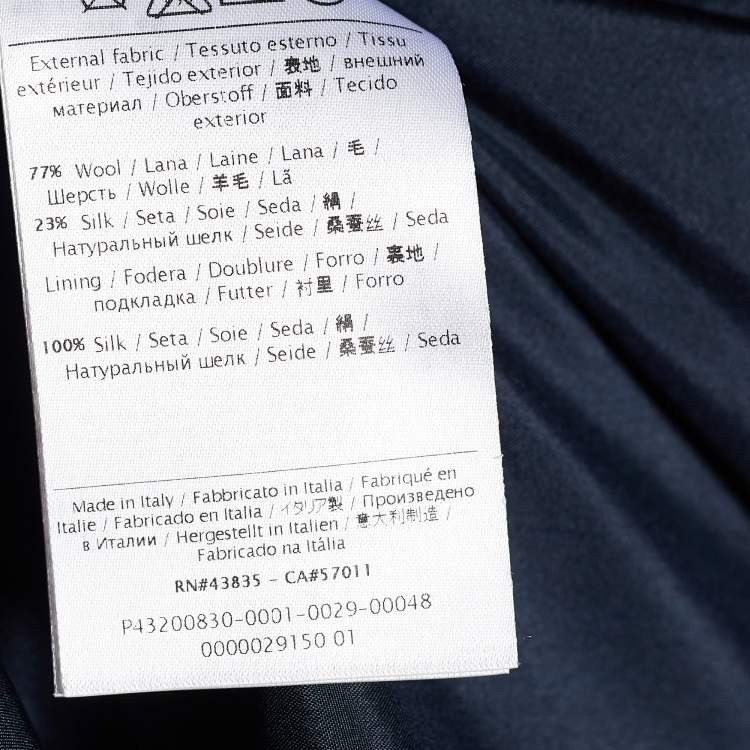 External fabric / Tessuto esterno / Tissu
extérieur / Tejido exterior / 表地 / внешний
материал / Oberstoff / 面料 / Tecido
exterior
77% Wool / Lana / Laine / Lana / 毛 /
Шерсть / Wolle / 羊毛 / Lã
23% Silk / Seta / Soie / Seda / 絹 /
Натуральный шелк / Seide / 桑蚕丝 / Seda
Lining / Fodera / Doublure / Forro / 裏地 /
подкладка / Futter / 衬里 / Forro
100% Silk / Seta / Soie / Seda / 絹 /
Натуральный шелк / Seide / 桑蚕丝 / Seda
Made in Italy / Fabbricato in Italia / Fabriqué en
Italie / Fabricado en Italia / イタリア製 / Произведено
в Италии / Hergestellt in Italien / 意大利制造 /
Fabricado na Itália
RN#43835 - CA#57011
P43200830-0001-0029-00048
0000029150 01